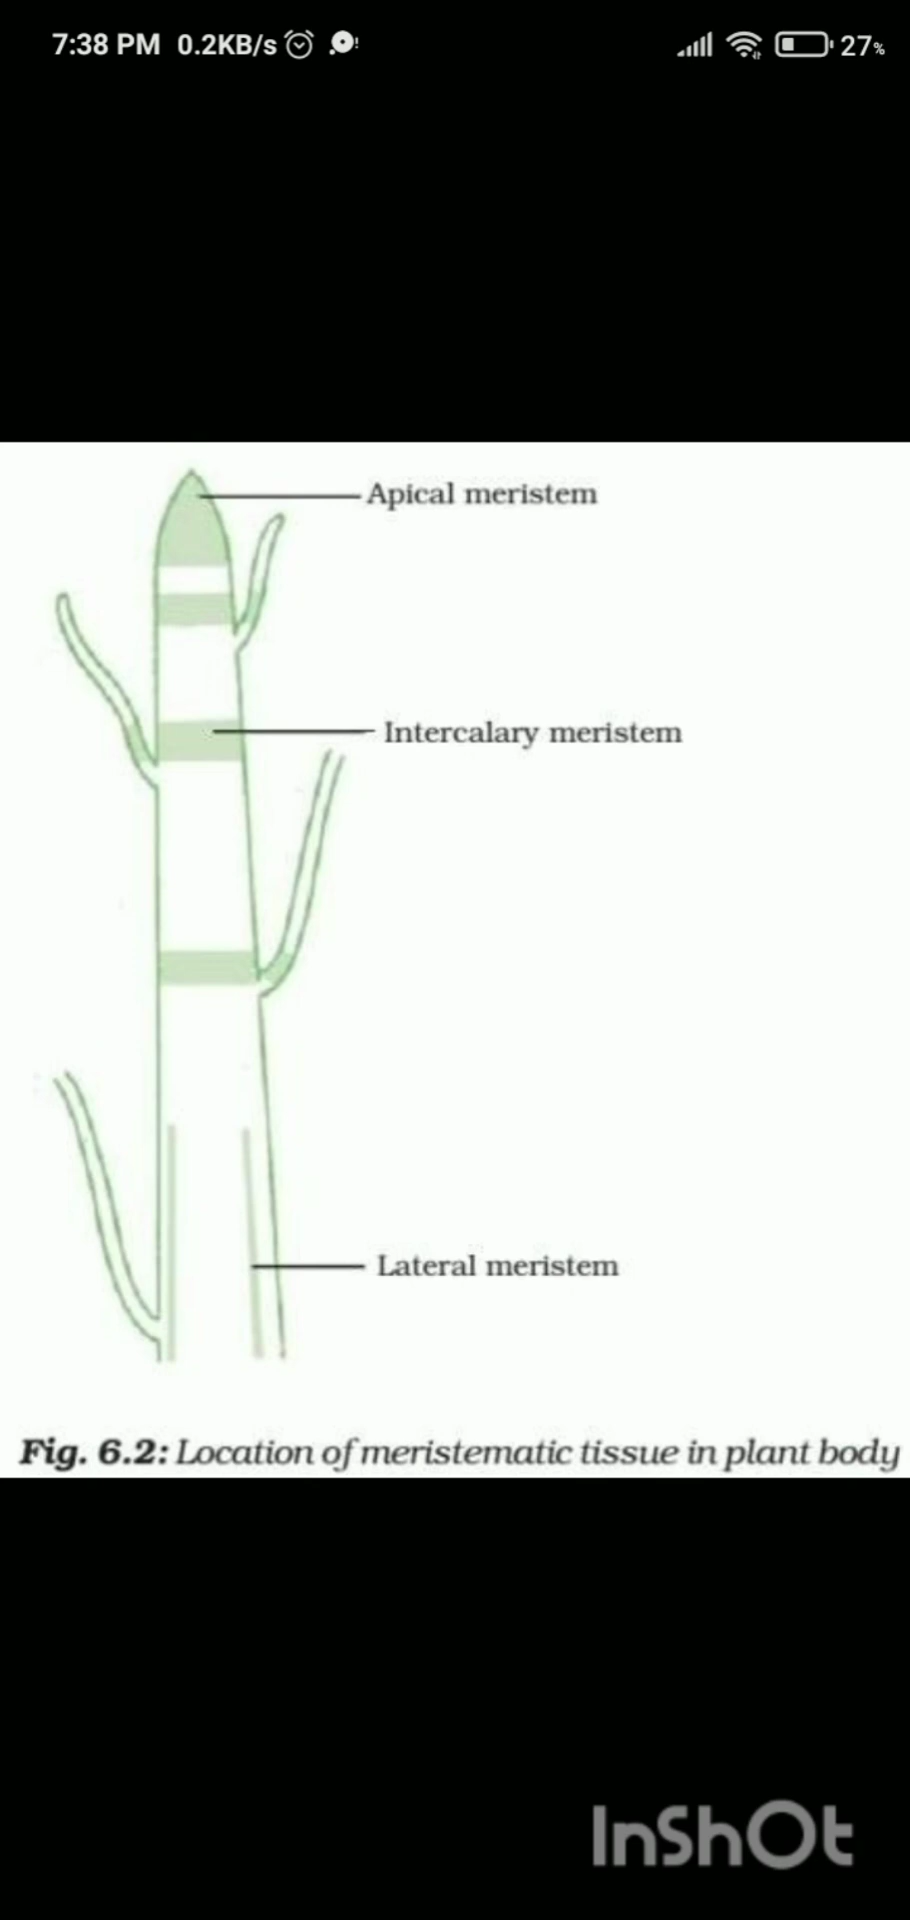 7:38 PM 0.2KB/s
27%
Apical meristem
Intercalary meristem
Lateral meristem
Fig. 6.2: Location of meristematic tissue in plant body
InShOt